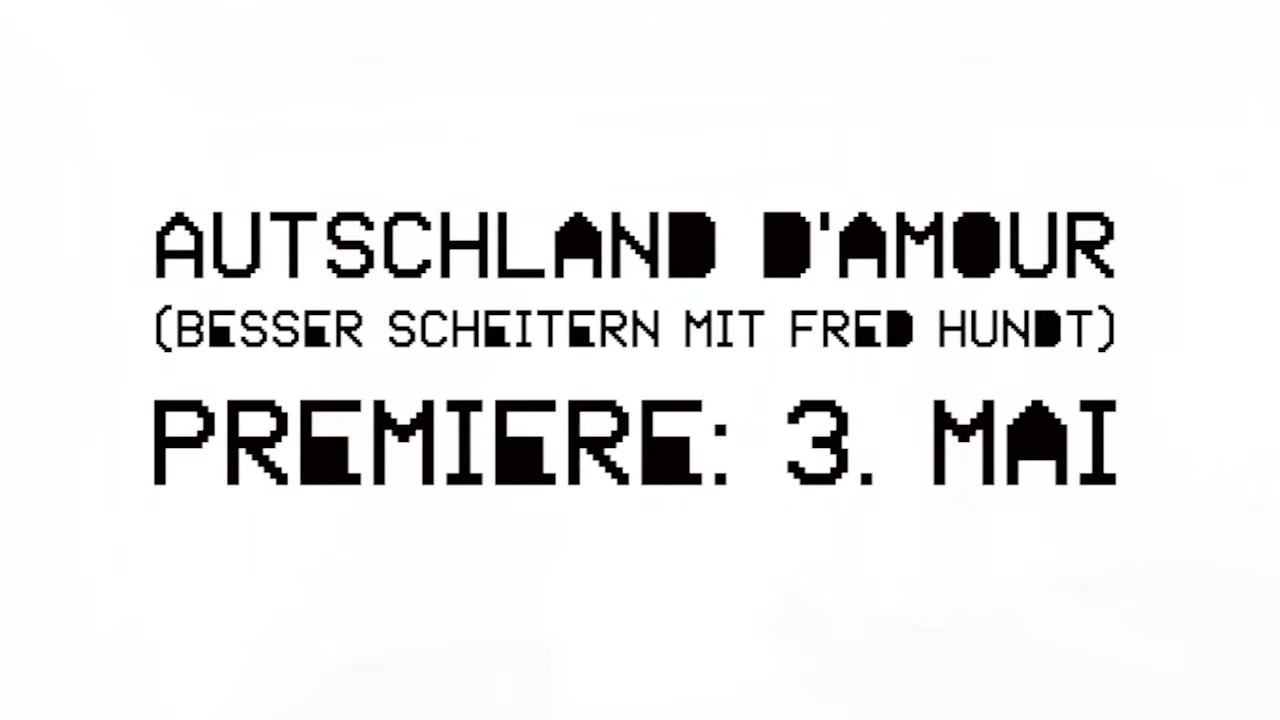 AUTSCHLAND D'AMOUR
(BESSER SCHEITERN MIT FRED HUNDT)
PREMIERE: 3. MAI